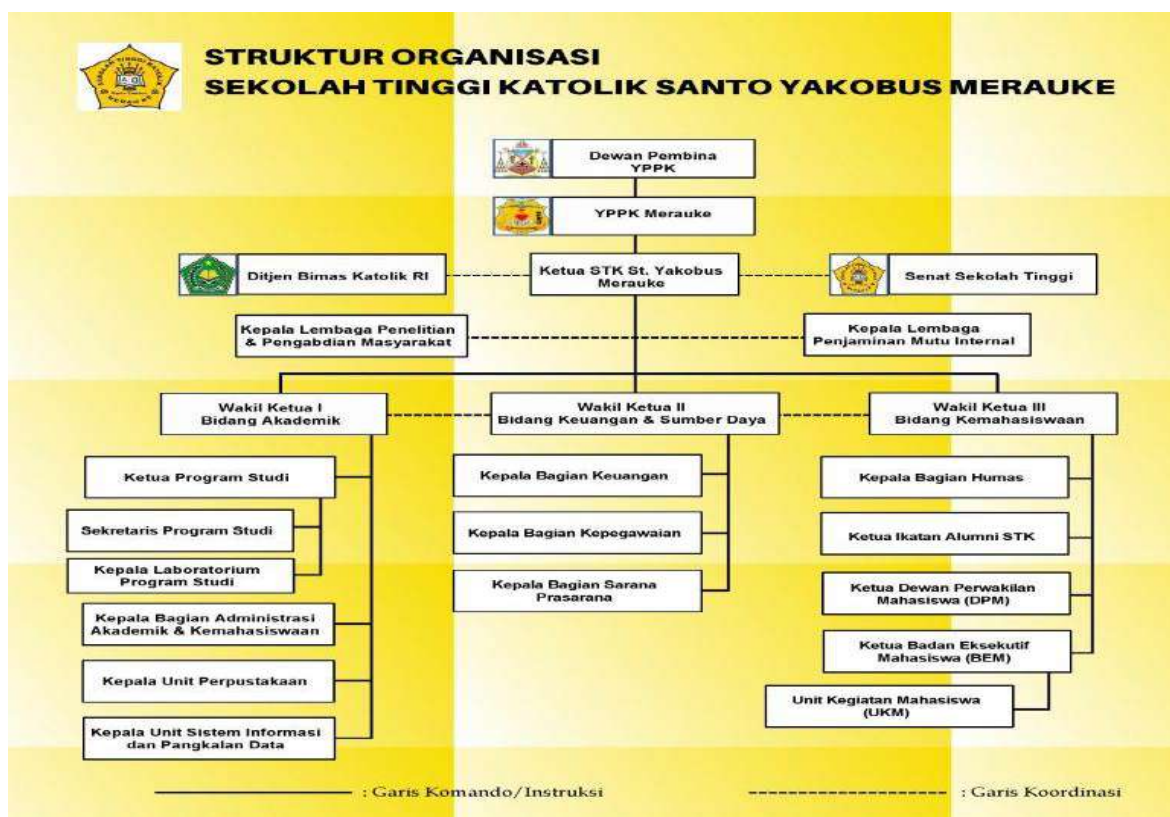 STRUKTUR ORGANISASI
SEKOLAH TINGGI KATOLIK SANTO YAKOBUS MERAUKE
Dewan Pembina
YPPK
YPPK Merauke
Ditjen Bimas Katolik RI
Ketua STK St. Yakobus
Merauke
Senat Sekolah Tinggi
Kepala Lembaga Penelitian
& Pengabdian Masyarakat
Kepala Lembaga
Penjaminan Mutu Internal
Wakil Ketua I
Bidang Akademik
Wakil Ketua II
Bidang Keuangan & Sumber Daya
Wakil Ketua III
Bidang Kemahasiswaan
Ketua Program Studi
Sekretaris Program Studi
Kepala Laboratorium
Program Studi
Kepala Bagian Administrasi
Akademik & Kemahasiswaan
Kepala Unit Perpustakaan
Kepala Unit Sistem Informasi
dan Pangkalan Data
Kepala Bagian Keuangan
Kepala Bagian Kepegawaian
Kepala Bagian Sarana
Prasarana
Kepala Bagian Humas
Ketua Ikatan Alumni STK
Ketua Dewan Perwakilan
Mahasiswa (DPM)
Ketua Badan Eksekutif
Mahasiswa (BEM)
Unit Kegiatan Mahasiswa
(UKM)
: Garis Komando/Instruksi
: Garis Koordinasi